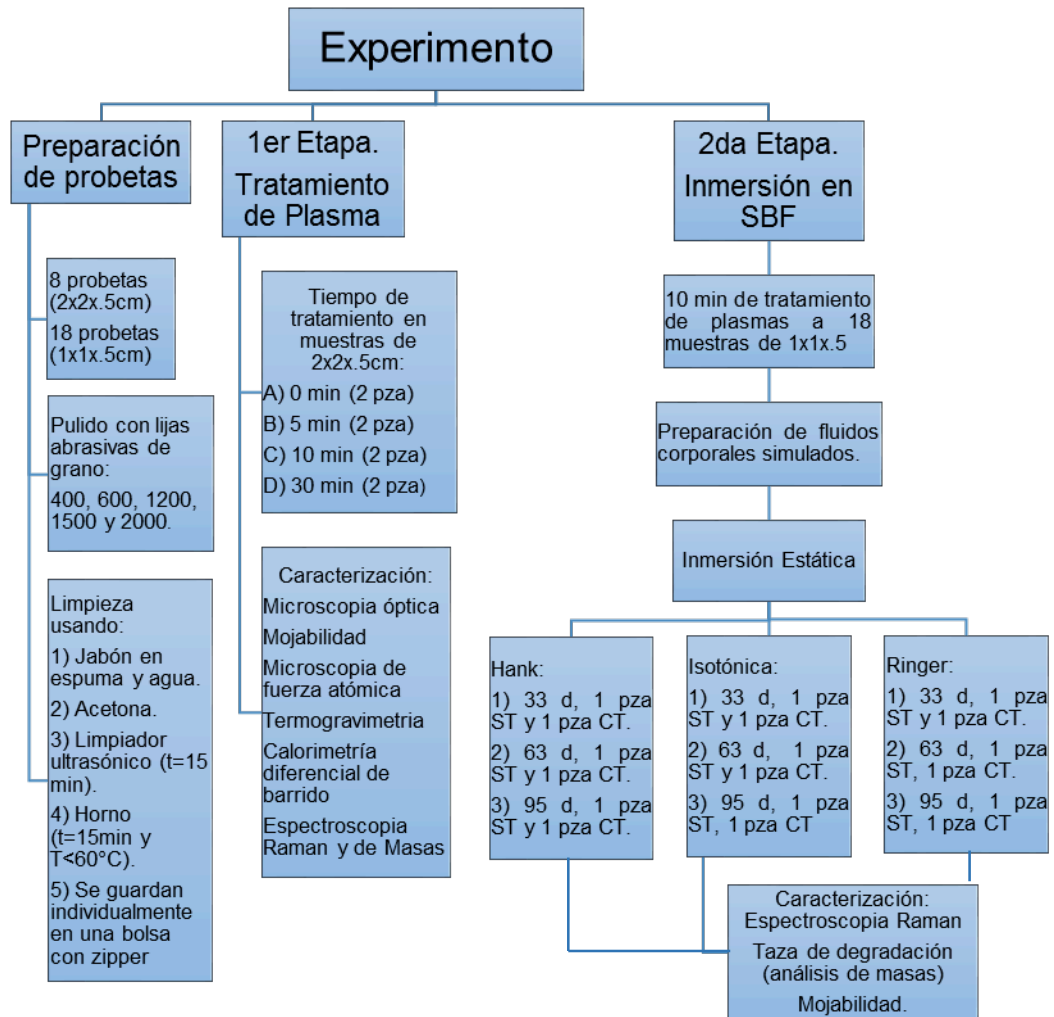 Experimento
Preparación
de probetas
8 probetas
(2x2x.5cm)
18 probetas
(1x1x.5cm)
Pulido con lijas
abrasivas de
grano:
400, 600, 1200,
1500 y 2000.
Limpieza
usando:
1) Jabón en
espuma y agua.
2) Acetona.
3) Limpiador
ultrasónico (t=15
min).
4) Horno
(t=15min y
T<60°C).
5) Se guardan
individualmente
en una bolsa
con zipper
1er Etapa.
Tratamiento
de Plasma
Tiempo de
tratamiento en
muestras de
2x2x.5cm:
A) 0 min (2 pza)
B) 5 min (2 pza)
C) 10 min (2 pza)
D) 30 min (2 pza)
Caracterización:
Microscopia óptica
Mojabilidad
Microscopia de
fuerza atómica
Termogravimetria
Calorimetría
diferencial de
barrido
Espectroscopia
Raman y de Masas
2da Etapa.
Inmersión en
SBF
10 min de tratamiento
de plasmas a 18
muestras de 1x1x.5
Preparación de fluidos
corporales simulados.
Inmersión Estática
Hank:
1) 33 d, 1 pza
ST y 1 pza CT.
2) 63 d, 1 pza
ST y 1 pza CT.
3) 95 d, 1 pza
ST y 1 pza CT.
Isotónica:
1) 33 d, 1 pza
ST y 1 pza CT.
2) 63 d, 1 pza
ST y 1 pza CT.
3) 95 d, 1 pza
ST, 1 pza CT
Ringer:
1) 33 d, 1 pza
ST y 1 pza CT.
2) 63 d, 1 pza
ST, 1 pza CT.
3) 95 d, 1 pza
ST, 1 pza CT
Caracterización:
Espectroscopia Raman
Taza de degradación
(análisis de masas)
Mojabilidad.